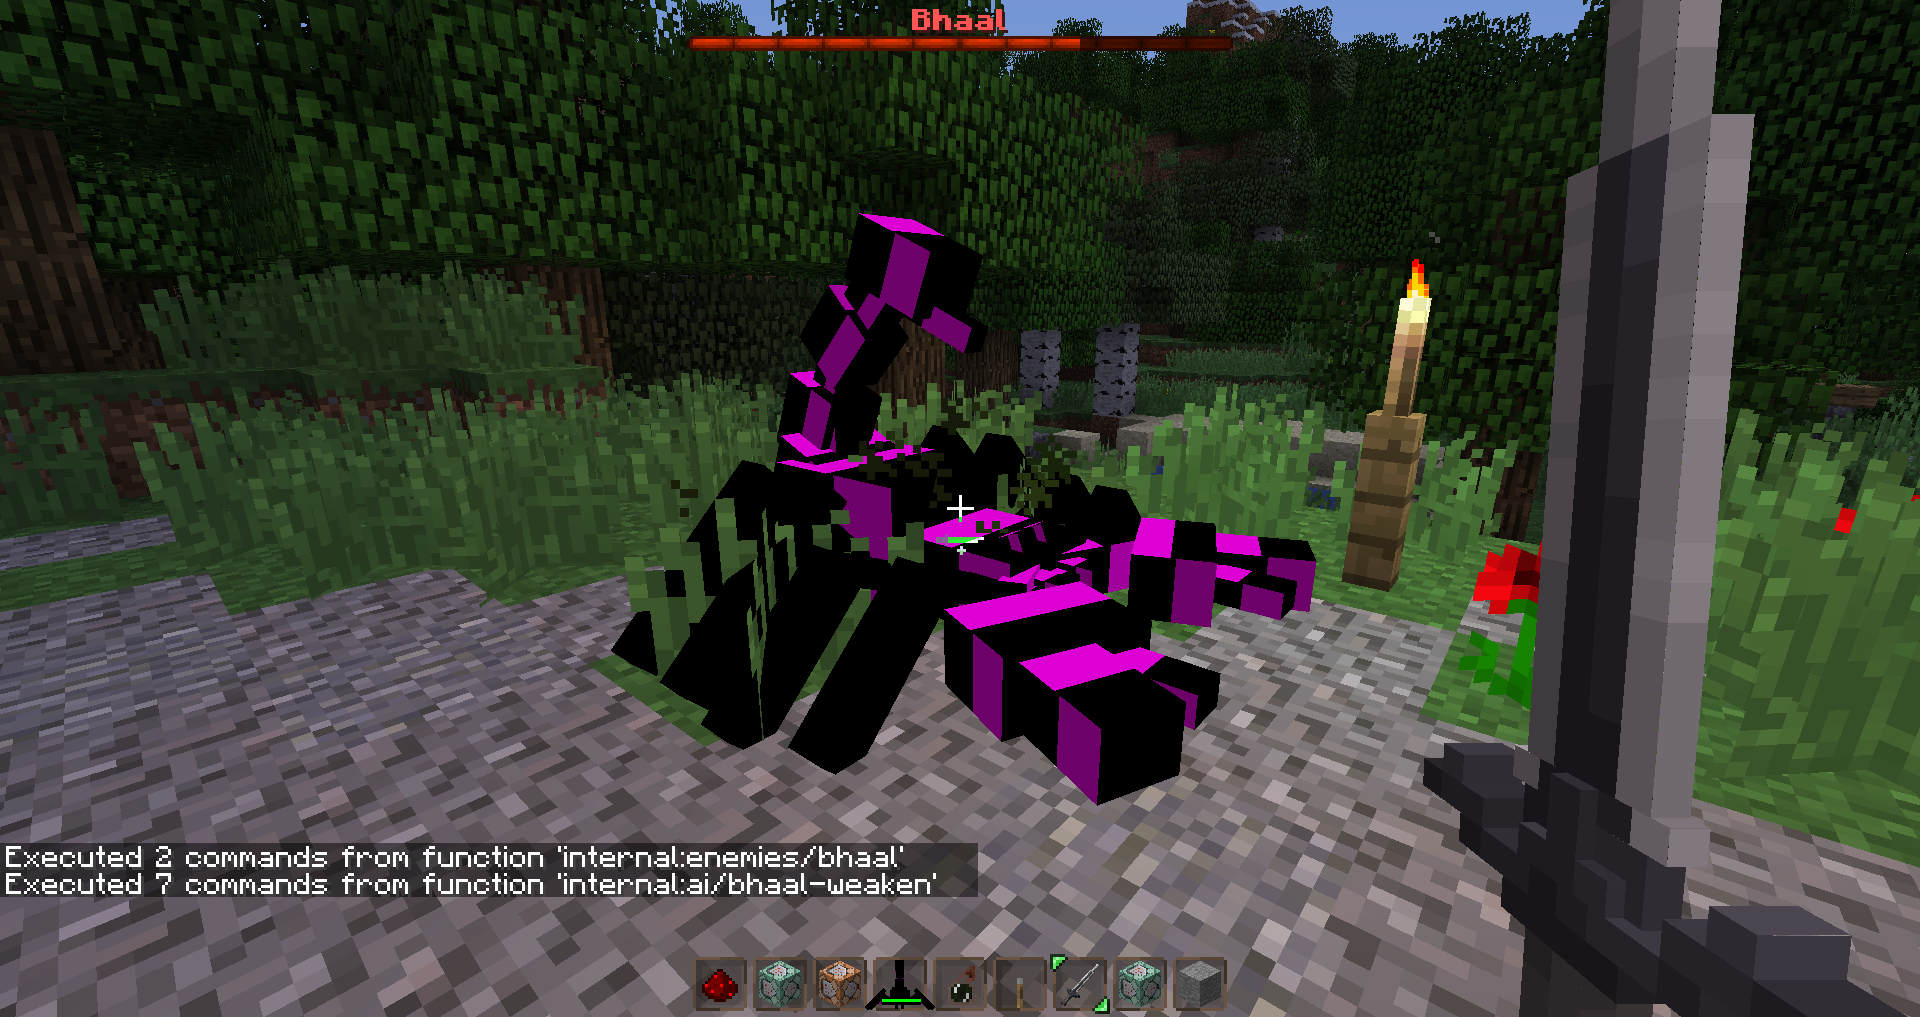 Bhaal
Executed 2 commands from function 'internal:enemies/bhaal'
Executed 7 commands from function 'internal:ai/bhaal-weaken'